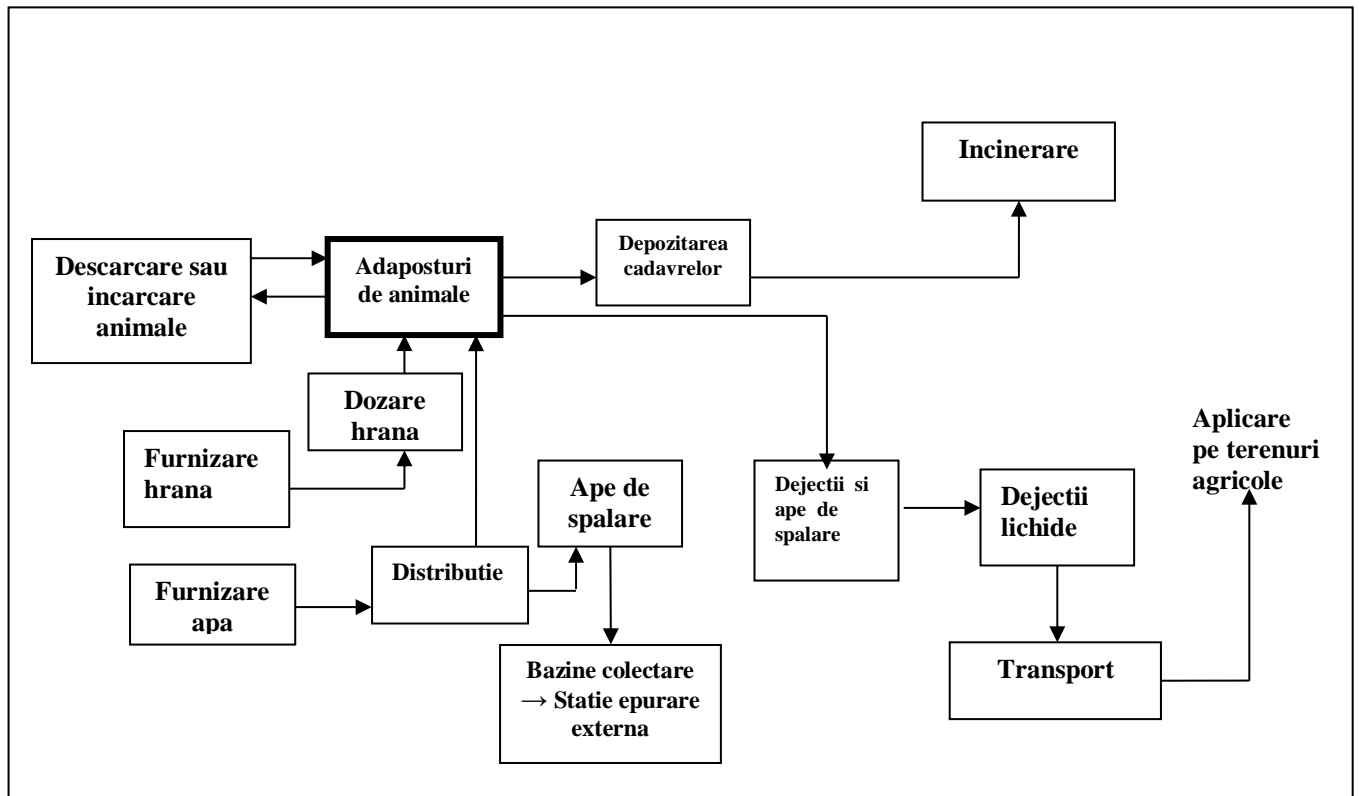 Incinerare
Depozitarea
cadavrelor
Descarcare sau
incarcare
animale
Adaposturi
de animale
Dozare
hrana
Furnizare
hrana
Aplicare
pe terenuri
agricole
Ape de
spalare
Dejectii si
ape de
spalare
Dejectii
lichide
Distributie
Furnizare
apa
Bazine colectare
→ Statie epurare
externa
Transport